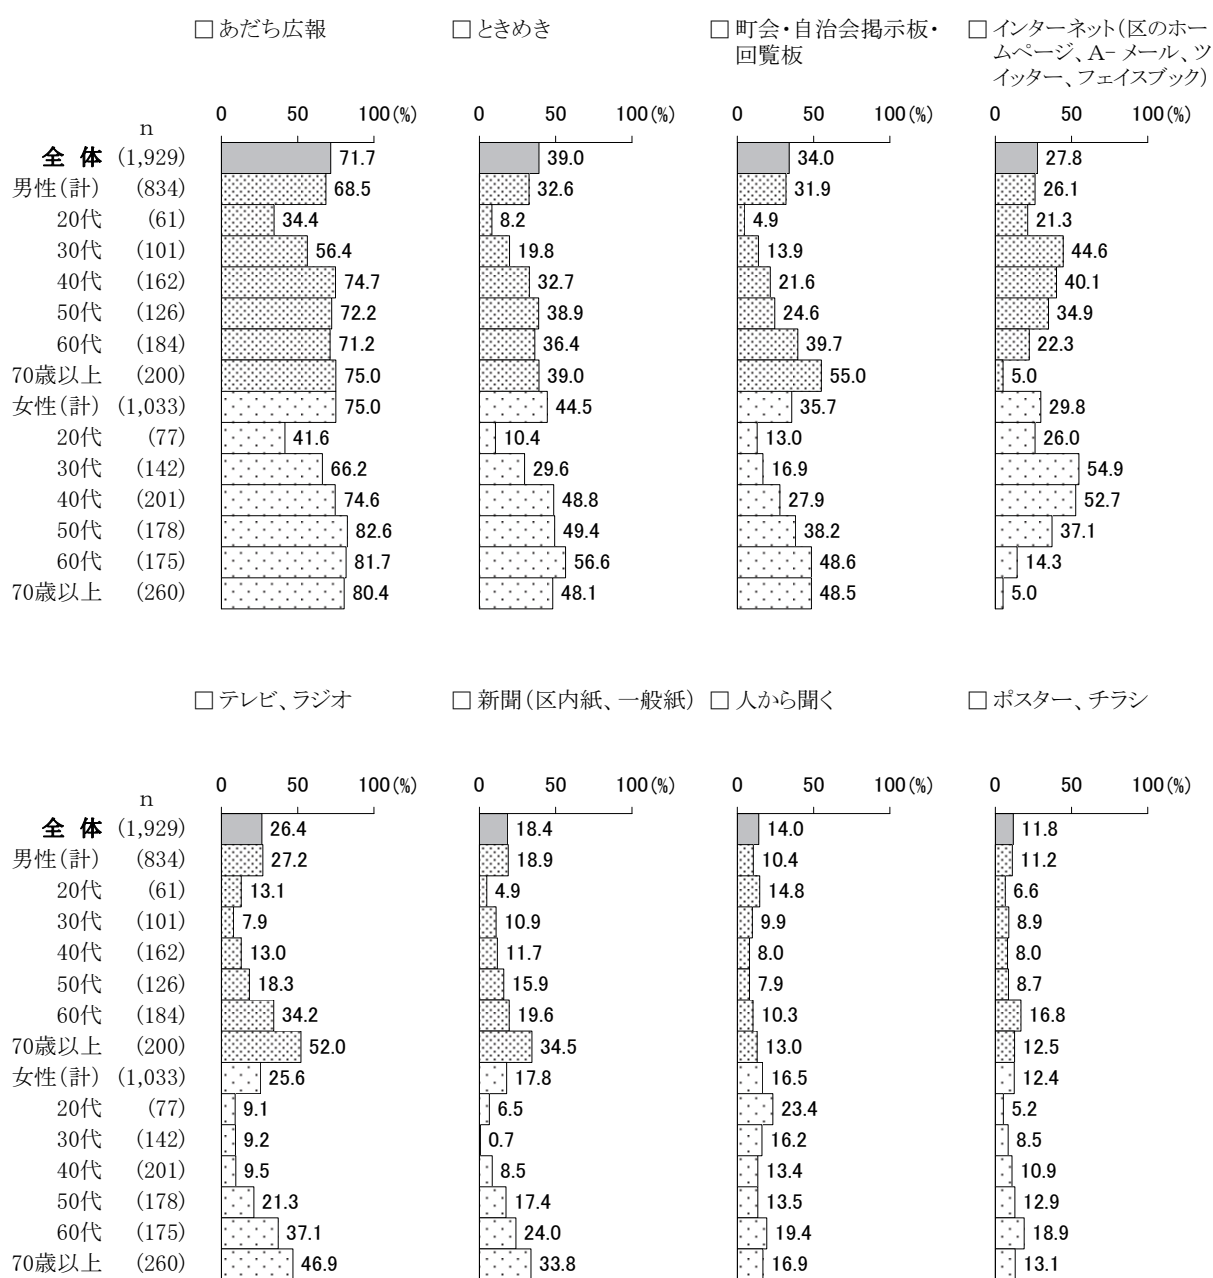 □ あだち広報 □ ときめき □ 町会・自治会掲示板・ □ インターネット（区のホー
回覧板 ムページ、A- メール、ツ
イッター、フェイスブック）
n 0 50 100(%) 0 50 100(%) 0 50 100(%) 0 50 100(%)
全 体 (1,929) 71.7 39.0 34.0 27.8
男性（計） (834) 68.5 32.6 31.9 26.1
20代 (61) 34.4 8.2 4.9 21.3
30代 (101) 56.4 19.8 13.9 44.6
40代 (162) 74.7 32.7 21.6 40.1
50代 (126) 72.2 38.9 24.6 34.9
60代 (184) 71.2 36.4 39.7 22.3
70歳以上 (200) 75.0 39.0 55.0 5.0
女性（計） (1,033) 75.0 44.5 35.7 29.8
20代 (77) 41.6 10.4 13.0 26.0
30代 (142) 66.2 29.6 16.9 54.9
40代 (201) 74.6 48.8 27.9 52.7
50代 (178) 82.6 49.4 38.2 37.1
60代 (175) 81.7 56.6 48.6 14.3
70歳以上 (260) 80.4 48.1 48.5 5.0
□ テレビ、ラジオ □ 新聞（区内紙、一般紙） □ 人から聞く □ ポスター、チラシ
n 0 50 100(%) 0 50 100(%) 0 50 100(%) 0 50 100(%)
全 体 (1,929) 26.4 18.4 14.0 11.8
男性（計） (834) 27.2 18.9 10.4 11.2
20代 (61) 13.1 4.9 14.8 6.6
30代 (101) 7.9 10.9 9.9 8.9
40代 (162) 13.0 11.7 8.0 8.0
50代 (126) 18.3 15.9 7.9 8.7
60代 (184) 34.2 19.6 10.3 16.8
70歳以上 (200) 52.0 34.5 13.0 12.5
女性（計） (1,033) 25.6 17.8 16.5 12.4
20代 (77) 9.1 6.5 23.4 5.2
30代 (142) 9.2 0.7 16.2 8.5
40代 (201) 9.5 8.5 13.4 10.9
50代 (178) 21.3 17.4 13.5 12.9
60代 (175) 37.1 24.0 19.4 18.9
70歳以上 (260) 46.9 33.8 16.9 13.1